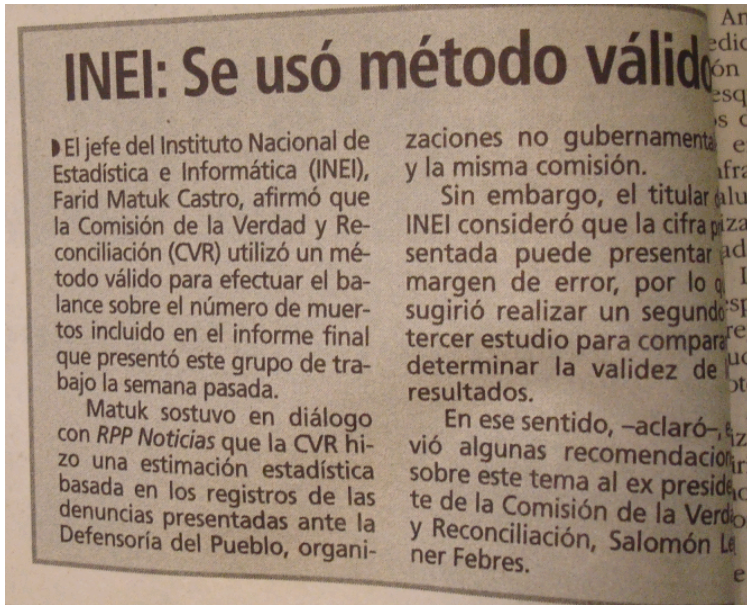 INEI: Se usó método válido
El jefe del Instituto Nacional de
Estadística e Informática (INEI),
Farid Matuk Castro, afirmó que
la Comisión de la Verdad y Re-
conciliación (CVR) utilizó un mé-
todo válido para efectuar el ba-
lance sobre el número de muer-
tos incluido en el informe final
que presentó este grupo de tra-
bajo la semana pasada.
Matuk sostuvo en diálogo
con RPP Noticias que la CVR hi-
zo una estimación estadística
basada en los registros de las
denuncias presentadas ante la
Defensoría del Pueblo, organi-
zaciones no gubernamenta
y la misma comisión.
Sin embargo, el titular
INEI consideró que la cifra
sentada puede presentar
margen de error, por lo
sugirió realizar un segundo
tercer estudio para compara
determinar la validez de
resultados.
En ese sentido, –aclaró–,
vió algunas recomendacion
sobre este tema al ex preside
te de la Comisión de la Verd
y Reconciliación, Salomón Le
ner Febres.